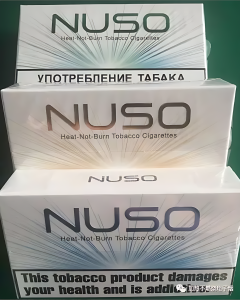 NUSO
Heat-Not-Burn Tobacco Cigarettes
УПОТРЕБЛЕНИЕ ТАБАКА
NUSO
Heat-Not-Burn Tobacco Cigarettes
NUSO
NUSO
Heat-Not-Burn Tobacco Cigarettes
This tobacco product damages
your health and is addic